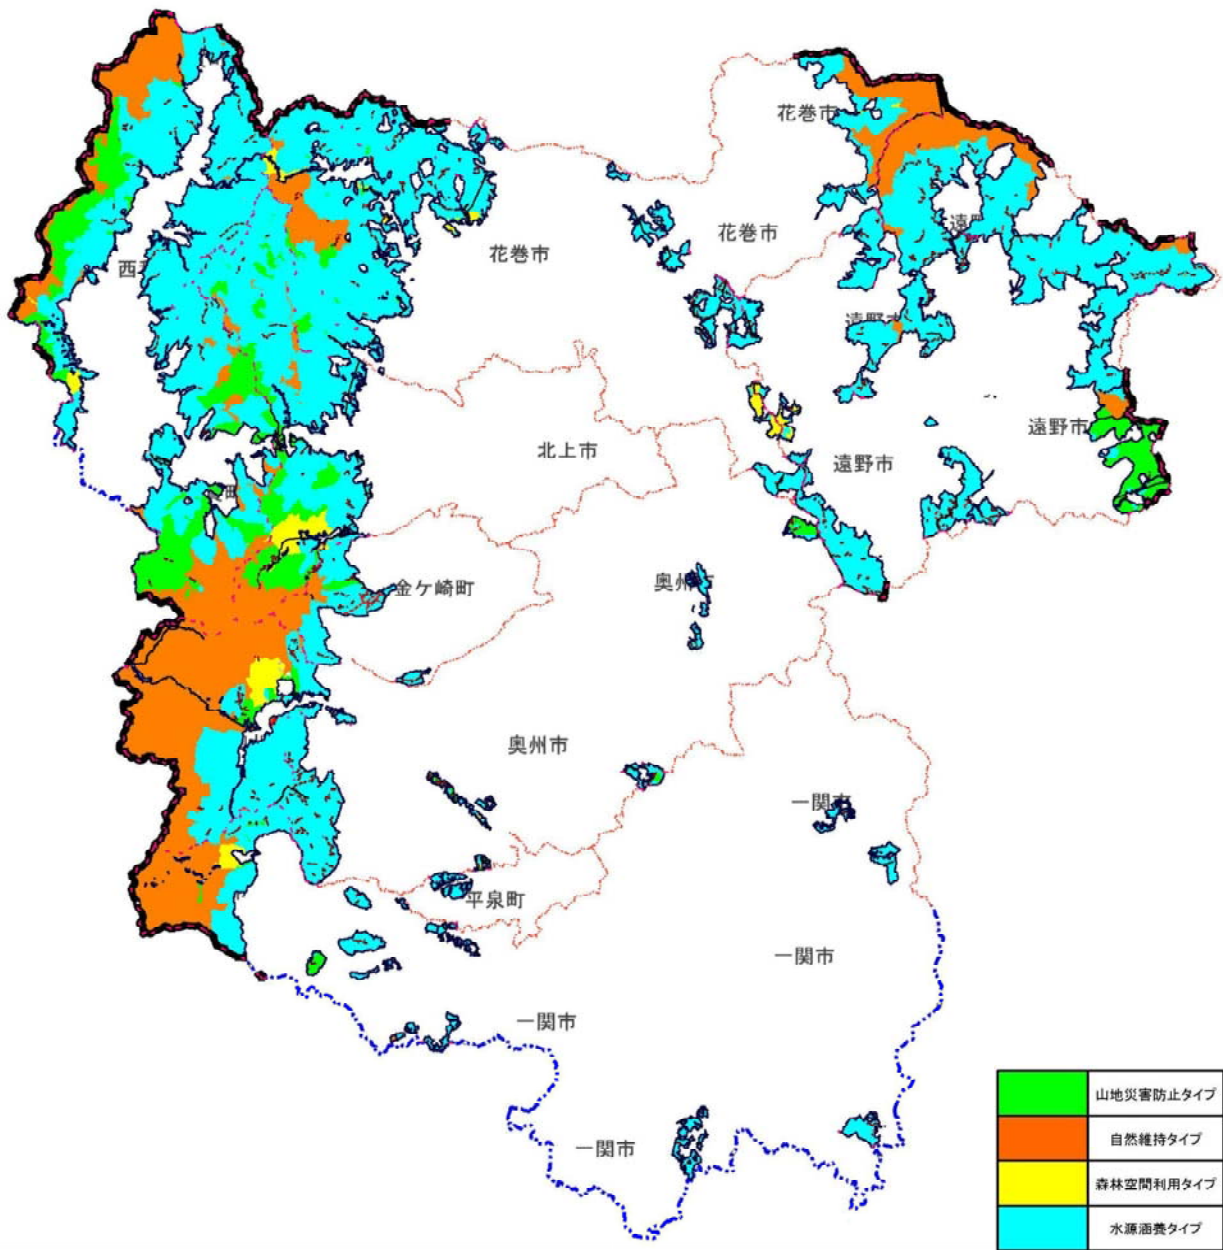 花巻市
花巻市
花巻市
西
遠野
遠野市
遠野市
北上市
遠野市
町
金ケ崎町
奥州
奥州市
一関市
平泉町
一関市
一関市
一関市
山地災害防止タイプ
自然維持タイプ
森林空間利用タイプ
水源涵養タイプ